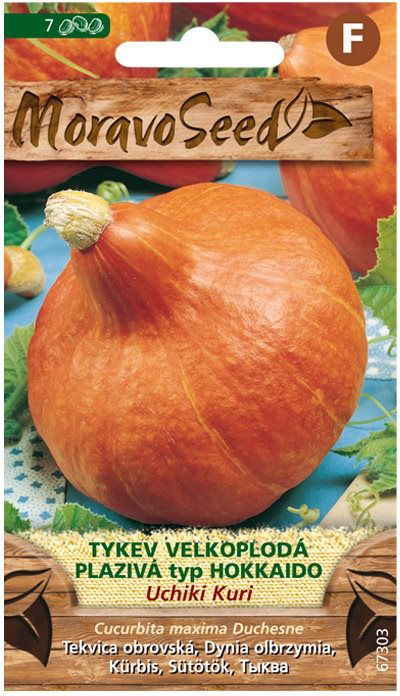 7
F
MoravoSeed
TYKEV VELKOPLODÁ
PLAZIVÁ typ HOKKAIDO
Uchiki Kuri
Cucurbita maxima Duchesne
Tekvica obrovská, Dynia olbrzymia,
Kürbis, Sütötök, Тыква
67303